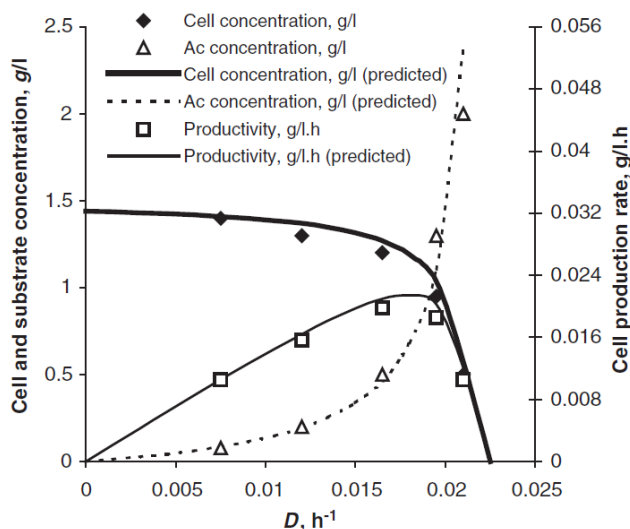 Cell concentration, g/l
Ac concentration, g/l
Cell concentration, g/l (predicted)
Ac concentration, g/l (predicted)
Productivity, g/l.h
Productivity, g/l.h (predicted)
Cell and substrate concentration, g/l
2.5
2
1.5
1
0.5
0
0.056
0.048
0.04
0.032
0.024
0.016
0.008
0
Cell production rate, g/l.h
0 0.005 0.01 0.015 0.02 0.025
D, h⁻¹